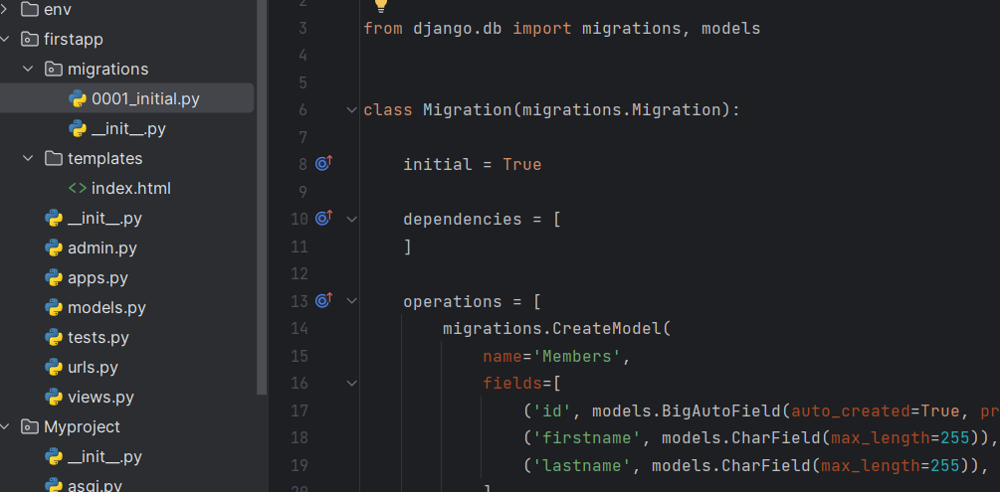 env
firstapp
migrations
0001_initial.py
__init__.py
templates
index.html
__init__.py
admin.py
apps.py
models.py
tests.py
urls.py
views.py
Myproject
__init__.py
asgi.py
2
3 from django.db import migrations, models
4
5
6 class Migration(migrations.Migration):
7
8 initial = True
9
10 dependencies = [
11 ]
12
13 operations = [
14 migrations.CreateModel(
15 name='Members',
16 fields=[
17 ('id', models.BigAutoField(auto_created=True, pr
18 ('firstname', models.CharField(max_length=255)),
19 ('lastname', models.CharField(max_length=255)),
20 ]